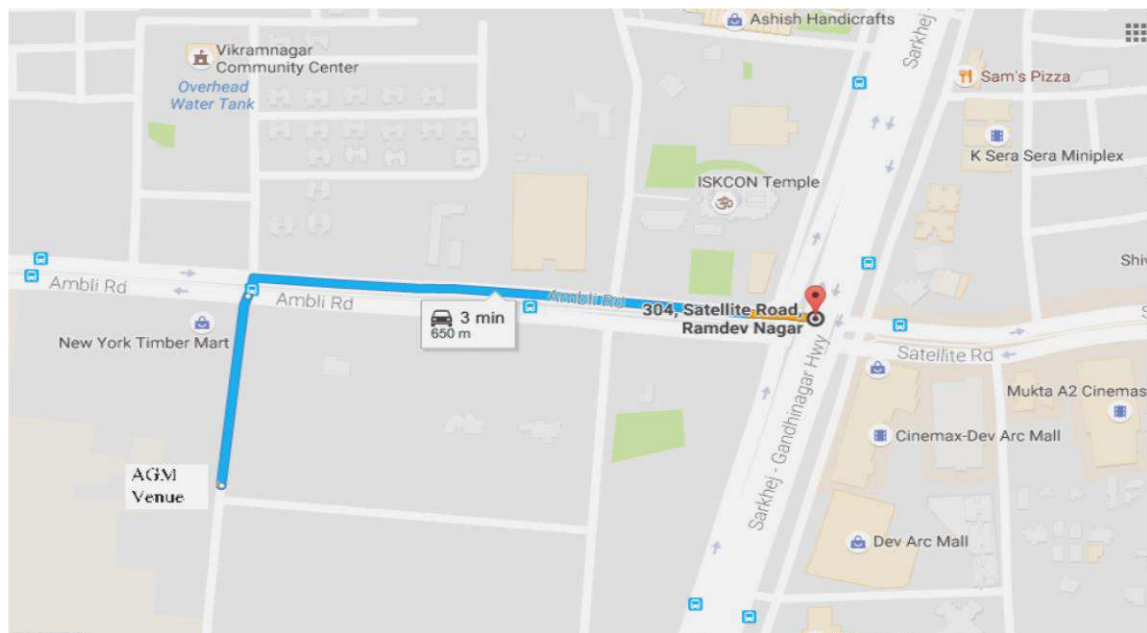 Ashish Handicrafts
Sarkhej -
Vikramnagar
Community Center
Overhead
Water Tank
Sam's Pizza
K Sera Sera Miniplex
ISKCON Temple
Shiv
Ambli Rd
Ambli Rd
Ambli Rd
304, Satellite Road,
Ramdev Nagar
3 min
650 m
New York Timber Mart
Satellite Rd
S
Mukta A2 Cinemas
Cinemax-Dev Arc Mall
Sarkhej - Gandhinagar Hwy
AGM
Venue
Dev Arc Mall